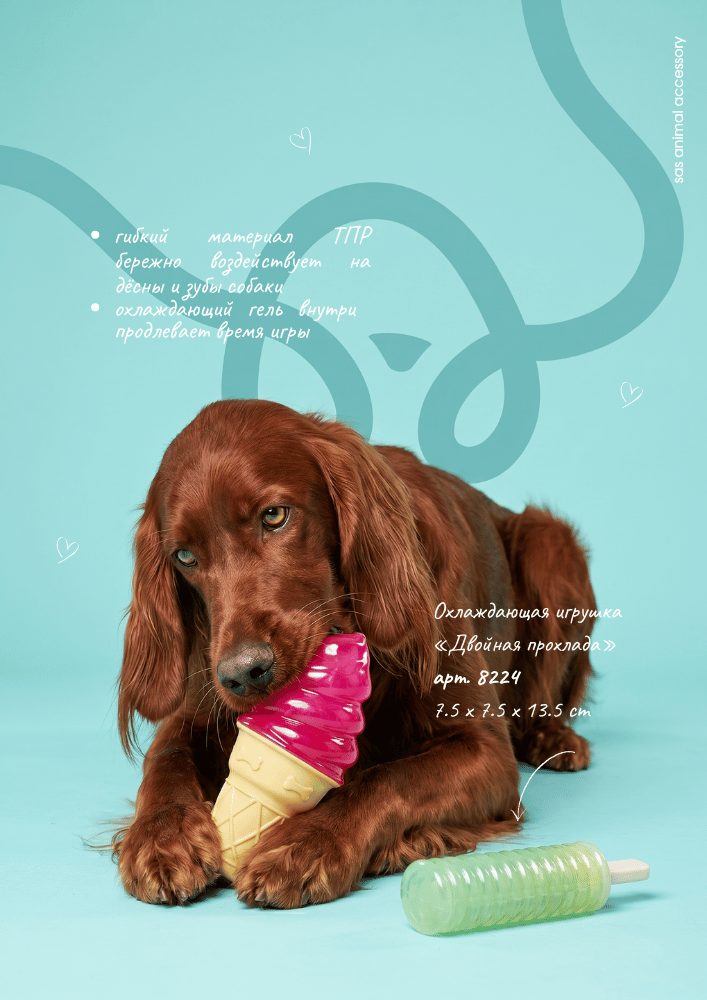 sas animal accessory
• гибкий материал ТПР
бережно воздействует на
дёсны и зубы собаки
• охлаждающий гель внутри
продлевает время игры
Охлаждающая игрушка
«Двойная прохлада»
арт. 8224
7.5 x 7.5 x 13.5 cm